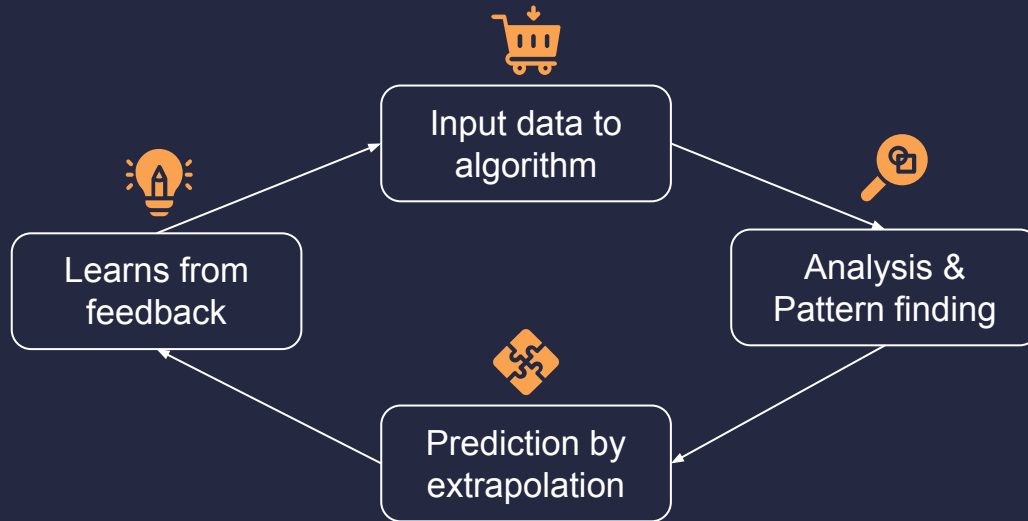 Input data to
algorithm
Analysis &
Pattern finding
Prediction by
extrapolation
Learns from
feedback